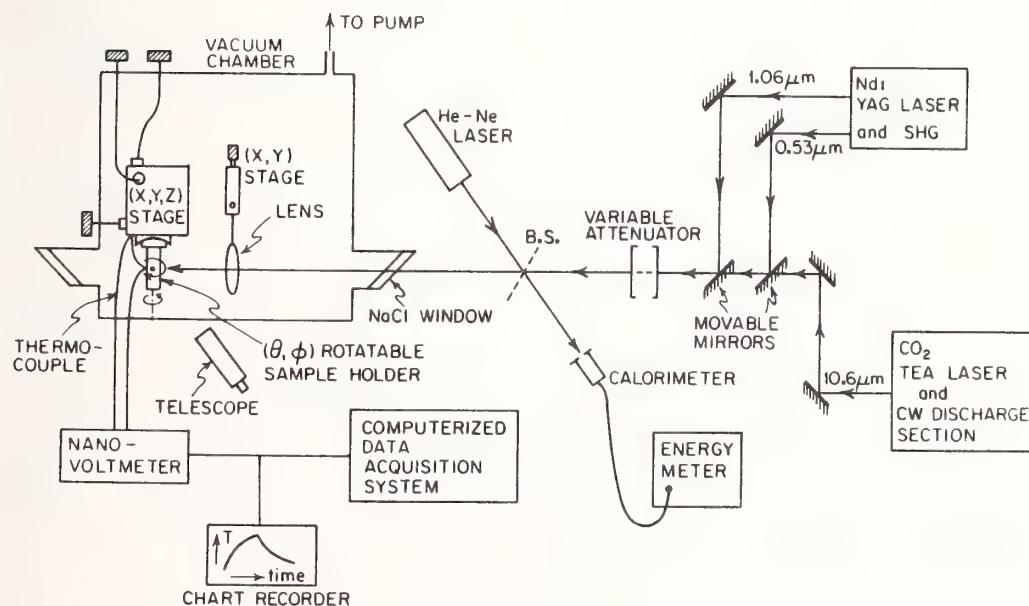 TO PUMP
VACUUM
CHAMBER
He-Ne
LASER
1.06μm
Nd:
YAG LASER
and SHG
0.53μm
(X,Y)
STAGE
(X,Y,Z)
STAGE
LENS
VARIABLE
ATTENUATOR
B.S.
NaCl WINDOW
MOVABLE
MIRRORS
THERMO-
COUPLE
(θ,ϕ) ROTATABLE
SAMPLE HOLDER
TELESCOPE
CALORIMETER
10.6μm
CO2
TEA LASER
and
CW DISCHARGE
SECTION
NANO-
VOLTMETER
COMPUTERIZED
DATA
ACQUISITION
SYSTEM
ENERGY
METER
T
time
CHART RECORDER